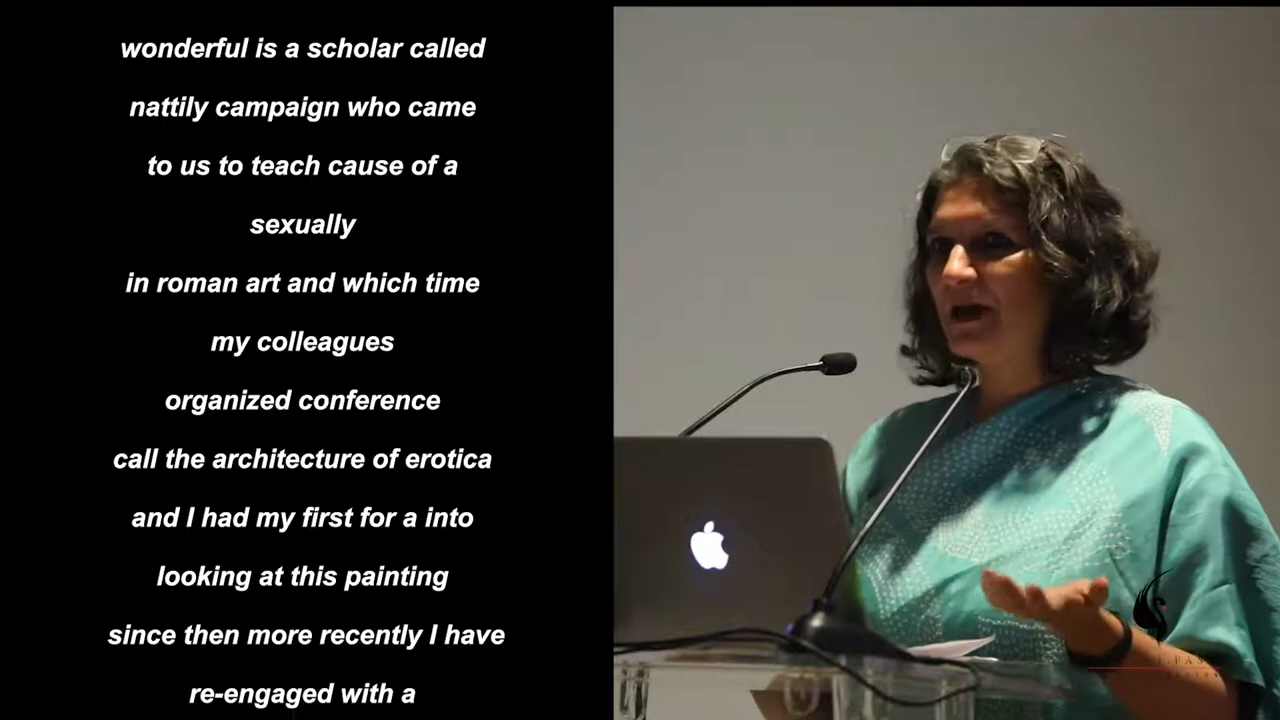 wonderful is a scholar called
nattily campaign who came
to us to teach cause of a
sexually
in roman art and which time
my colleagues
organized conference
call the architecture of erotica
and I had my first for a into
looking at this painting
since then more recently I have
re-engaged with a